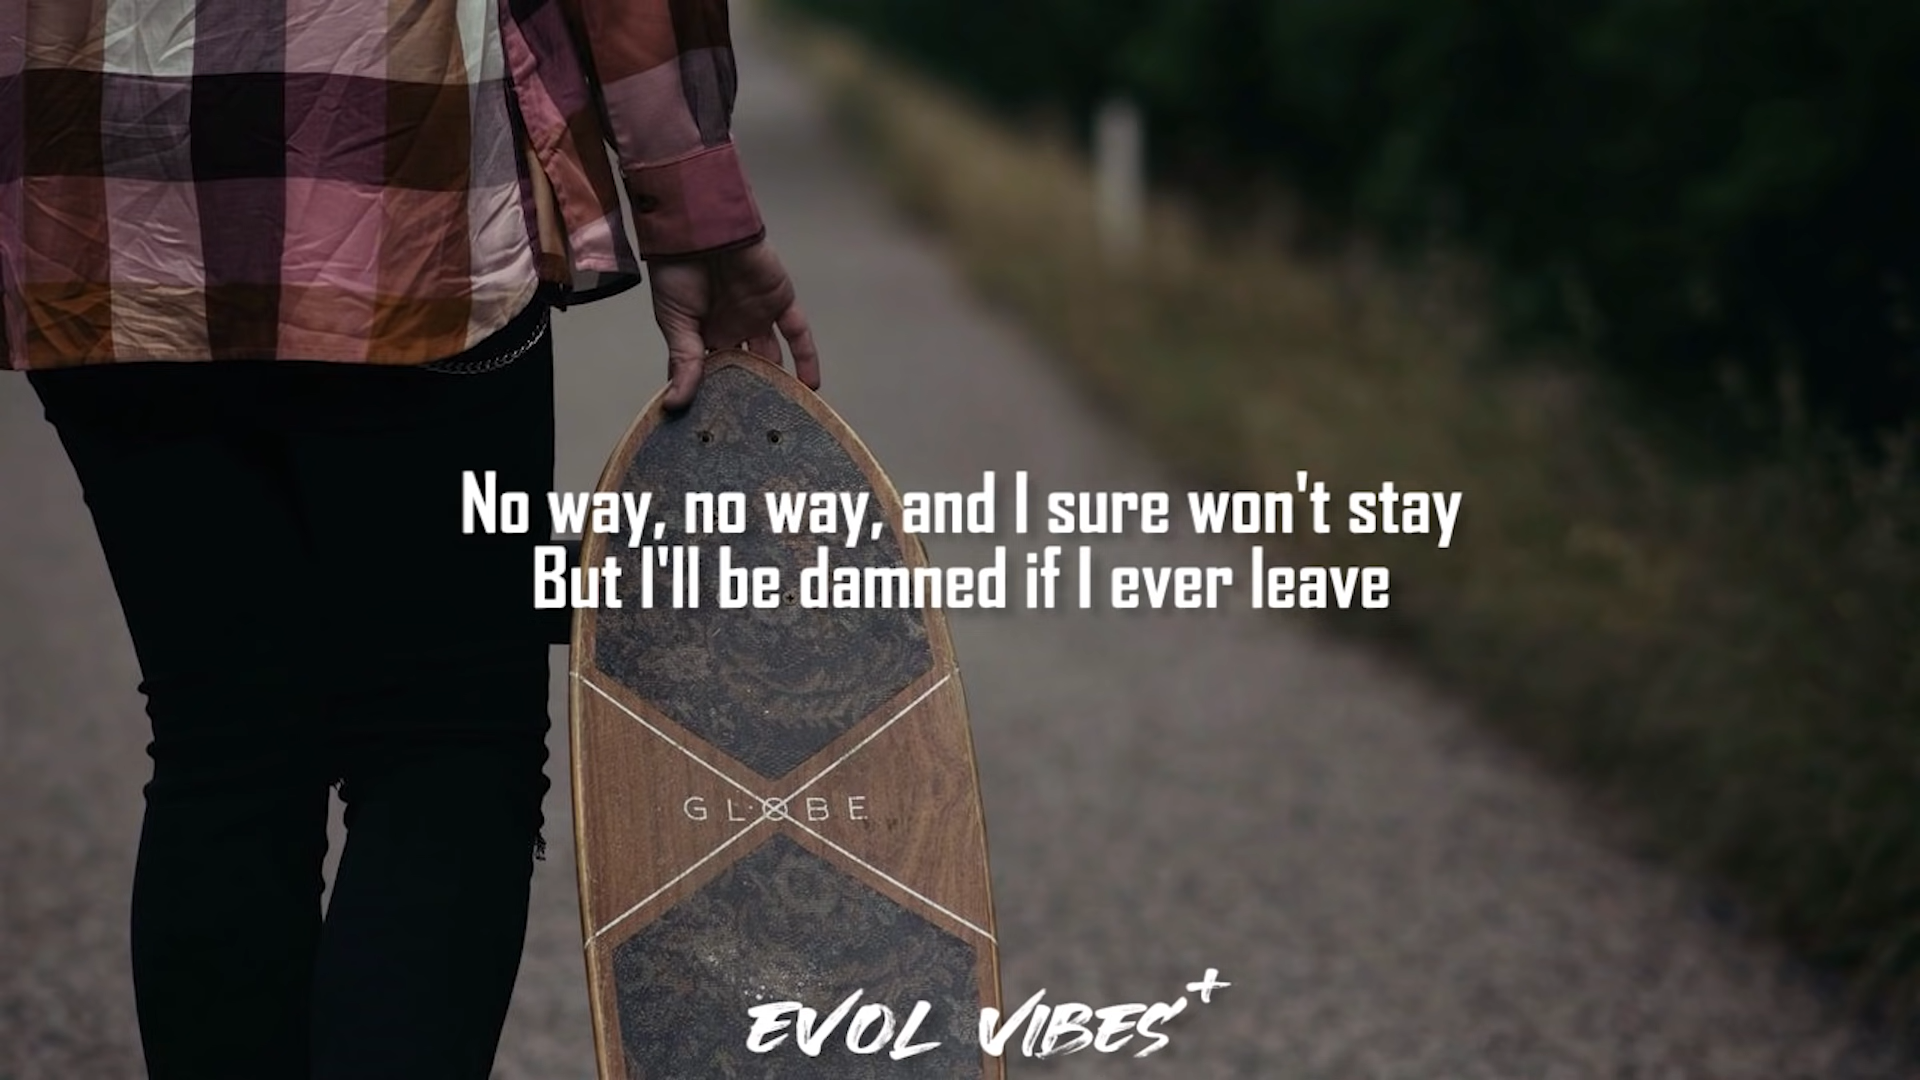 No way, no way, and I sure won't stay
But I'll be damned if I ever leave
GLOBE
EVOL VIBES+